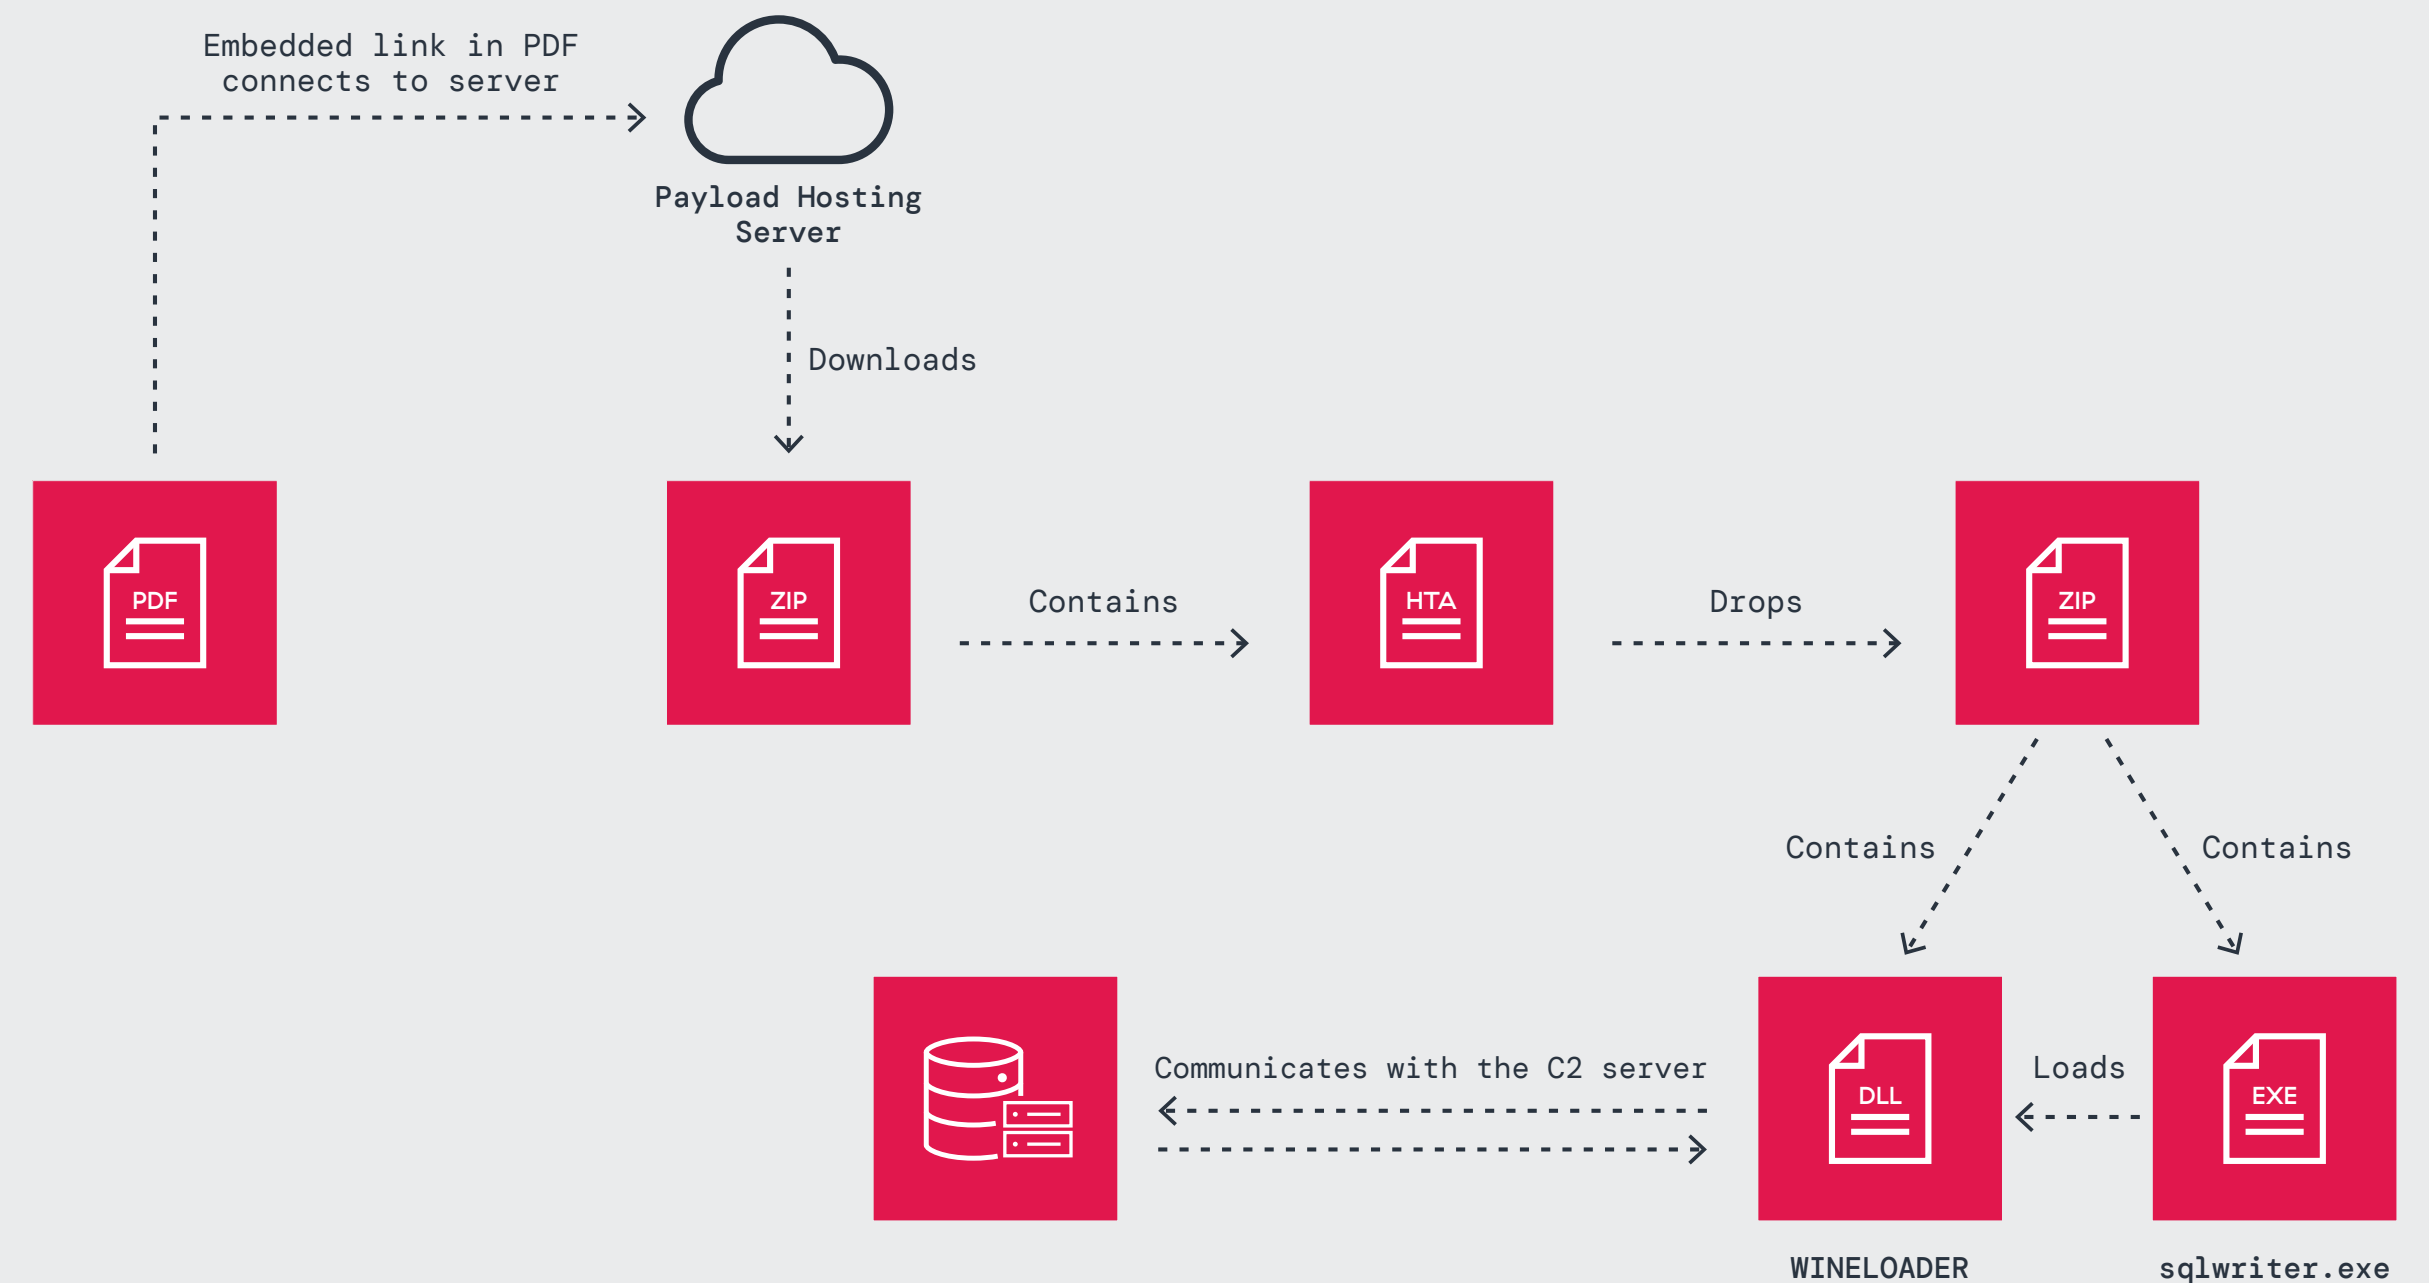 Embedded link in PDF
connects to server
Payload Hosting
Server
Downloads
PDF
ZIP
Contains
HTA
Drops
ZIP
Contains
Contains
Communicates with the C2 server
DLL
Loads
EXE
WINELOADER
sqlwriter.exe